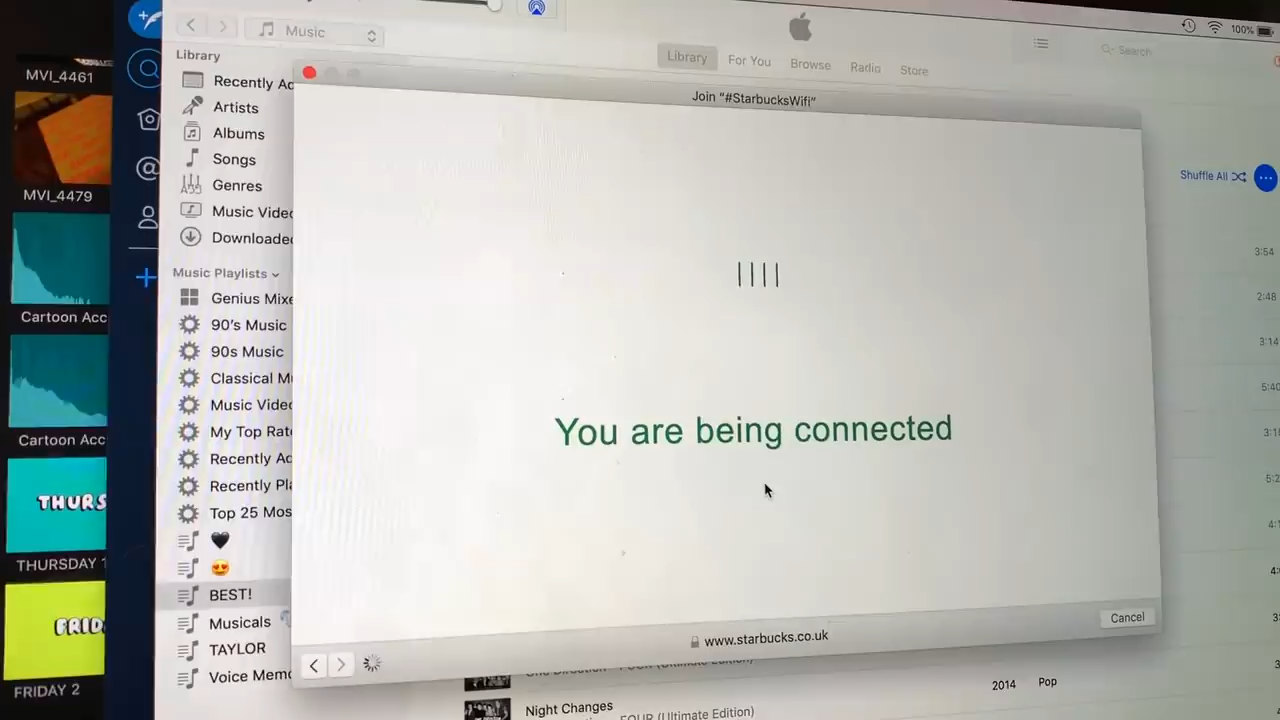 MVI_4461
MVI_4479
Cartoon Acc
Cartoon Acc
THURS
THURSDAY 1
FRID
FRIDAY 2
Music
100%
Search
Library
For You
Browse
Radio
Store
Library
Recently Ad
Artists
Albums
Songs
Genres
Music Vide
Downloade
Music Playlists
Genius Mixe
90's Music
90s Music
Classical M
Music Vide
My Top Rat
Recently Ad
Recently Pla
Top 25 Mos
🖤
😍
BEST!
Musicals
TAYLOR
Voice Memo
Join "#StarbucksWifi"
You are being connected
www.starbucks.co.uk
Cancel
Shuffle All
3:54
2:48
3:14
5:40
One Direction FOUR (Ultimate Edition)
2014 Pop
Night Changes
FOUR (Ultimate Edition)